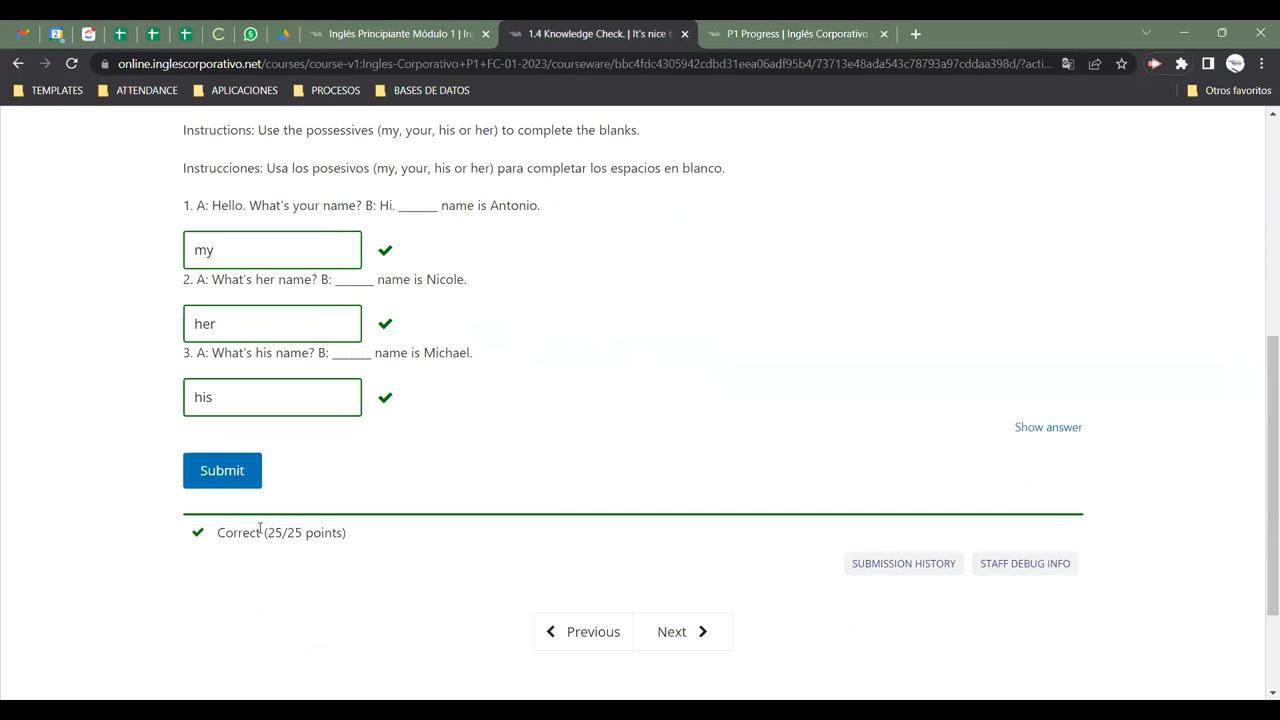 Inglés Principiante Módulo 1 | In
1.4 Knowledge Check. | It's nice t
P1 Progress | Inglés Corporativo
online.inglescorporativo.net/courses/course-v1:Ingles-Corporativo+P1+FC-01-2023/courseware/bbc4fdc4305942cdbd31eea06adf95b4/73713e48ada543c78793a97cddaa398d/?acti...
TEMPLATES ATTENDANCE APLICACIONES PROCESOS BASES DE DATOS Otros favoritos
Instructions: Use the possessives (my, your, his or her) to complete the blanks.
Instrucciones: Usa los posesivos (my, your, his or her) para completar los espacios en blanco.
1. A: Hello. What's your name? B: Hi. ______ name is Antonio.
my
2. A: What's her name? B: ______ name is Nicole.
her
3. A: What's his name? B: ______ name is Michael.
his
Show answer
Submit
Correct (25/25 points)
SUBMISSION HISTORY STAFF DEBUG INFO
Previous Next